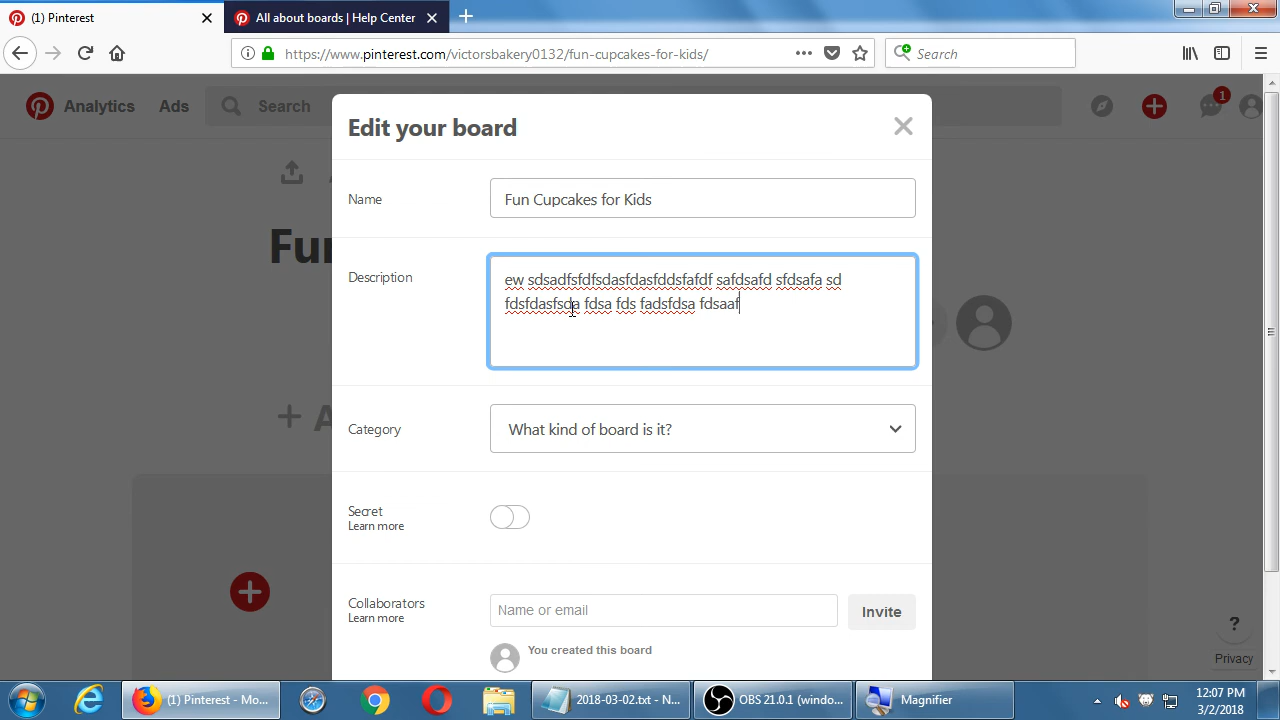 (1) Pinterest
All about boards | Help Center
https://www.pinterest.com/victorsbakery0132/fun-cupcakes-for-kids/
Search
Analytics
Ads
Search
1
Edit your board
Name
Fun Cupcakes for Kids
Fun
Description
ew sdsadfsfdfsdasfdasfddsfafdf safdsafd sfdsafa sd
fdsfdasfsda fdsa fds fadsfdsa fdsaaf
Category
What kind of board is it?
Secret
Learn more
Collaborators
Learn more
Name or email
Invite
You created this board
?
Privacy
(1) Pinterest - Mo...
2018-03-02.txt - N...
OBS 21.0.1 (windo...
Magnifier
12:07 PM
3/2/2018